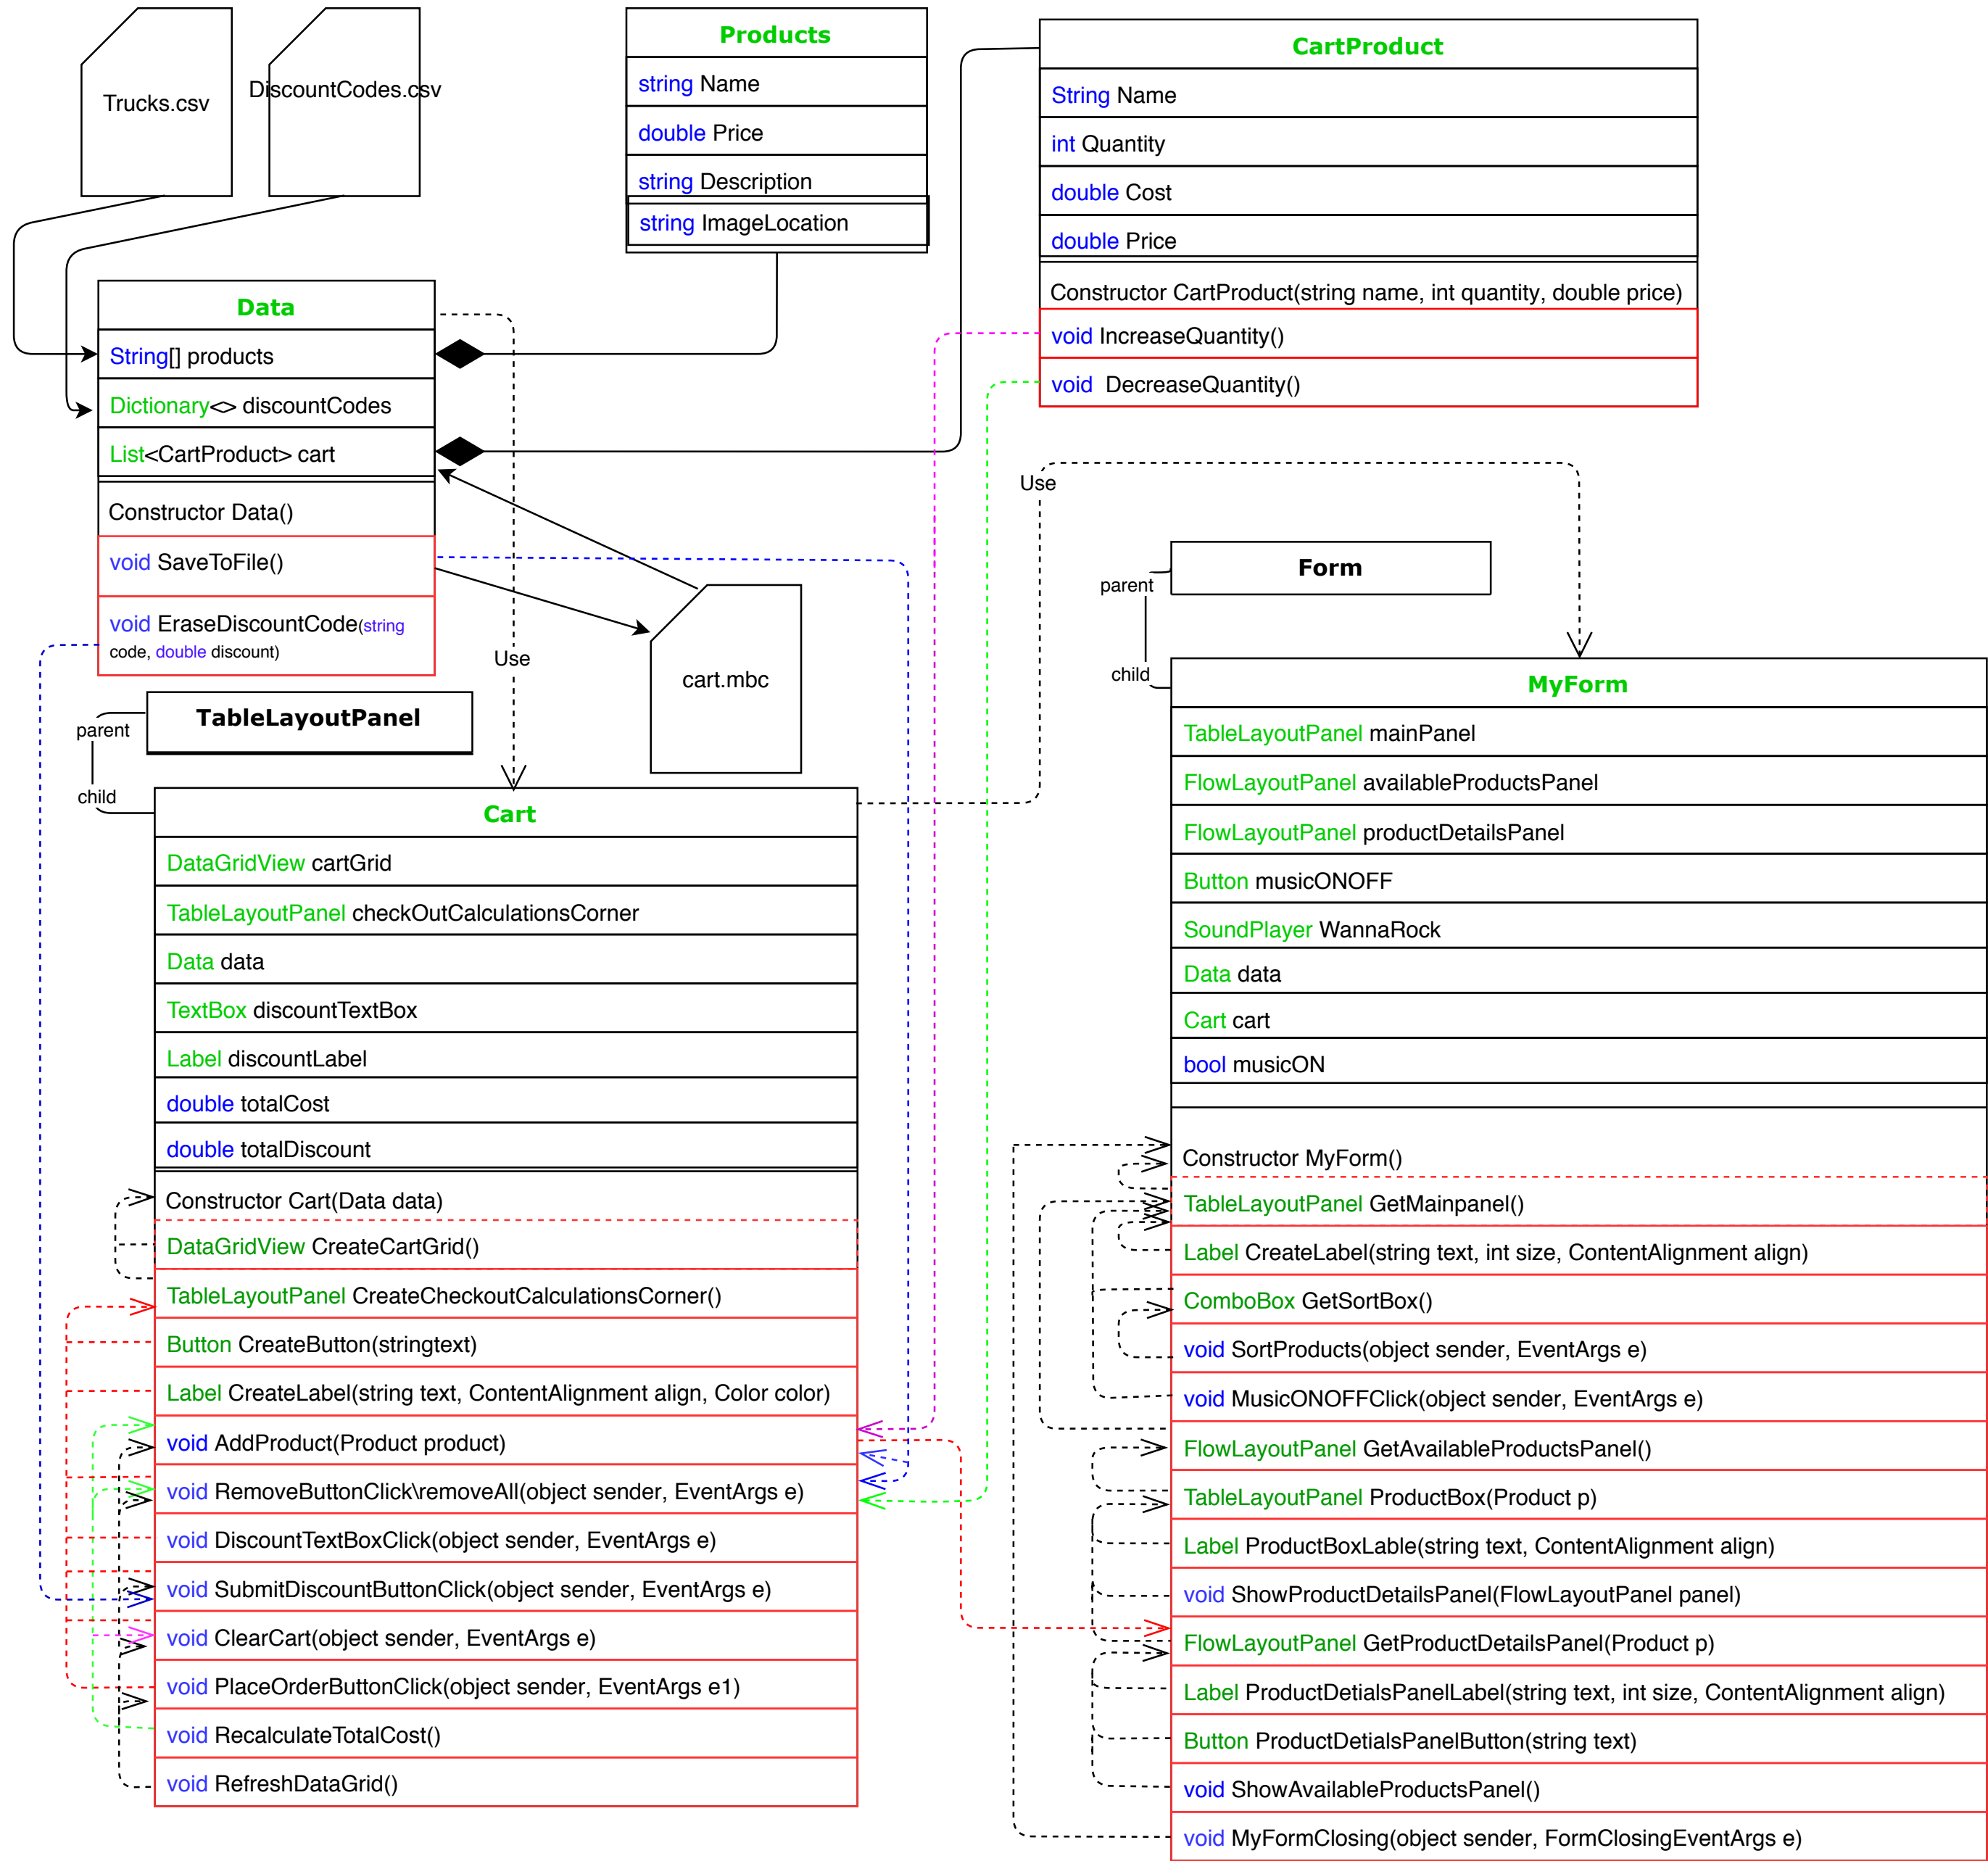 Trucks.csv
DiscountCodes.csv
Products
string Name
double Price
string Description
string ImageLocation
CartProduct
String Name
int Quantity
double Cost
double Price
Constructor CartProduct(string name, int quantity, double price)
void IncreaseQuantity()
void  DecreaseQuantity()
Data
String[] products
Dictionary<> discountCodes
List<CartProduct> cart
Constructor Data()
void SaveToFile()
void EraseDiscountCode(string
code, double discount)
Use
Use
cart.mbc
parent
TableLayoutPanel
child
Cart
DataGridView cartGrid
TableLayoutPanel checkOutCalculationsCorner
Data data
TextBox discountTextBox
Label discountLabel
double totalCost
double totalDiscount
Constructor Cart(Data data)
DataGridView CreateCartGrid()
TableLayoutPanel CreateCheckoutCalculationsCorner()
Button CreateButton(stringtext)
Label CreateLabel(string text, ContentAlignment align, Color color)
void AddProduct(Product product)
void RemoveButtonClick\removeAll(object sender, EventArgs e)
void DiscountTextBoxClick(object sender, EventArgs e)
void SubmitDiscountButtonClick(object sender, EventArgs e)
void ClearCart(object sender, EventArgs e)
void PlaceOrderButtonClick(object sender, EventArgs e1)
void RecalculateTotalCost()
void RefreshDataGrid()
Form
parent
child
MyForm
TableLayoutPanel mainPanel
FlowLayoutPanel availableProductsPanel
FlowLayoutPanel productDetailsPanel
Button musicONOFF
SoundPlayer WannaRock
Data data
Cart cart
bool musicON
Constructor MyForm()
TableLayoutPanel GetMainpanel()
Label CreateLabel(string text, int size, ContentAlignment align)
ComboBox GetSortBox()
void SortProducts(object sender, EventArgs e)
void MusicONOFFClick(object sender, EventArgs e)
FlowLayoutPanel GetAvailableProductsPanel()
TableLayoutPanel ProductBox(Product p)
Label ProductBoxLable(string text, ContentAlignment align)
void ShowProductDetailsPanel(FlowLayoutPanel panel)
FlowLayoutPanel GetProductDetailsPanel(Product p)
Label ProductDetialsPanelLabel(string text, int size, ContentAlignment align)
Button ProductDetialsPanelButton(string text)
void ShowAvailableProductsPanel()
void MyFormClosing(object sender, FormClosingEventArgs e)